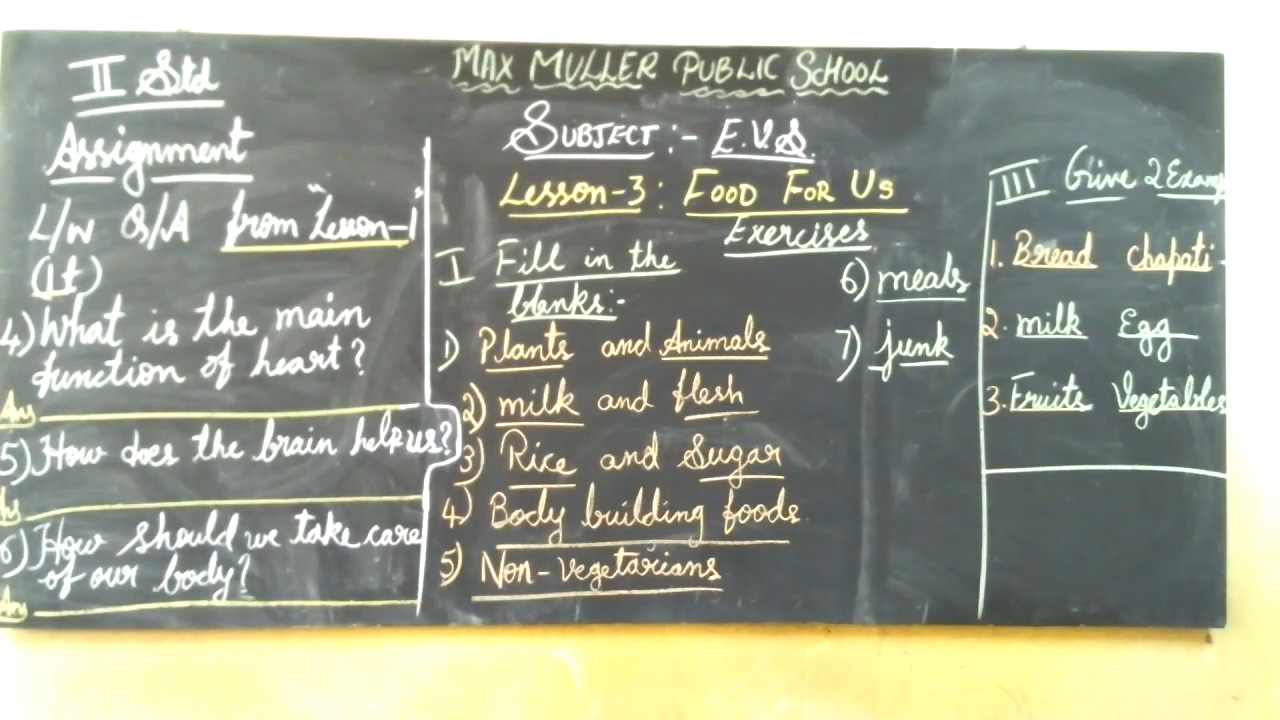 MAX MULLER PUBLIC SCHOOL
II Std
Assignment
L/w Q/A from "Lesson-1"
(1t)
4) What is the main
function of heart?
Ans
5) How does the brain help us?
Ans
6) How should we take care
of our body?
Ans
SUBJECT:- E.V.S.
Lesson-3: FOOD FOR US
Exercises
I Fill in the
blanks:-
1) Plants and Animals
2) milk and flesh
3) Rice and Sugar
4) Body building foods.
5) Non-vegetarians
6) meals
7) junk
III Give 2 Examp
1. Bread chapati
2. milk Egg
3. Fruits Vegetables